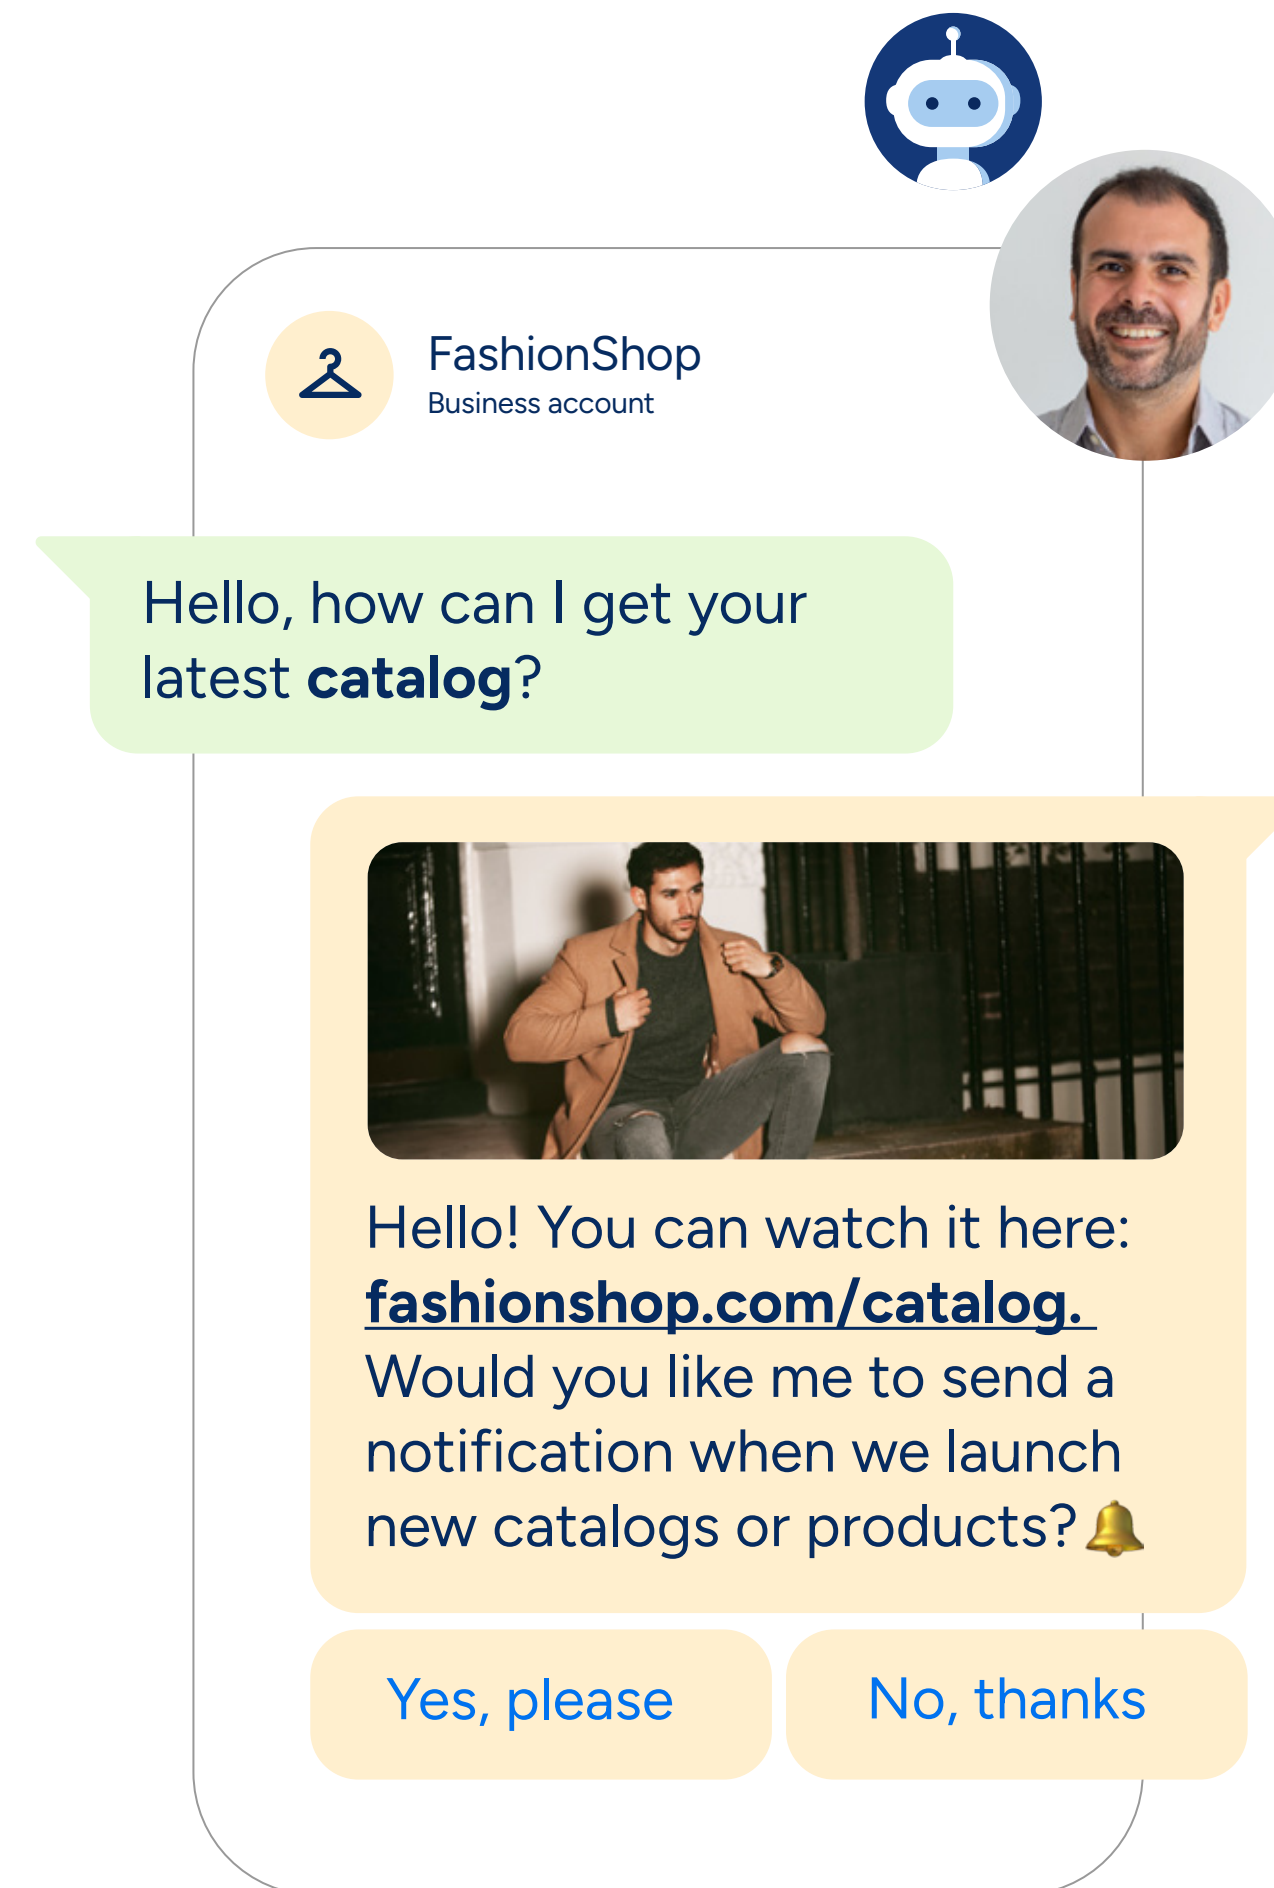 FashionShop
Business account
Hello, how can I get your
latest catalog?
Hello! You can watch it here:
fashionshop.com/catalog.
Would you like me to send a
notification when we launch
new catalogs or products?🔔
Yes, please
No, thanks